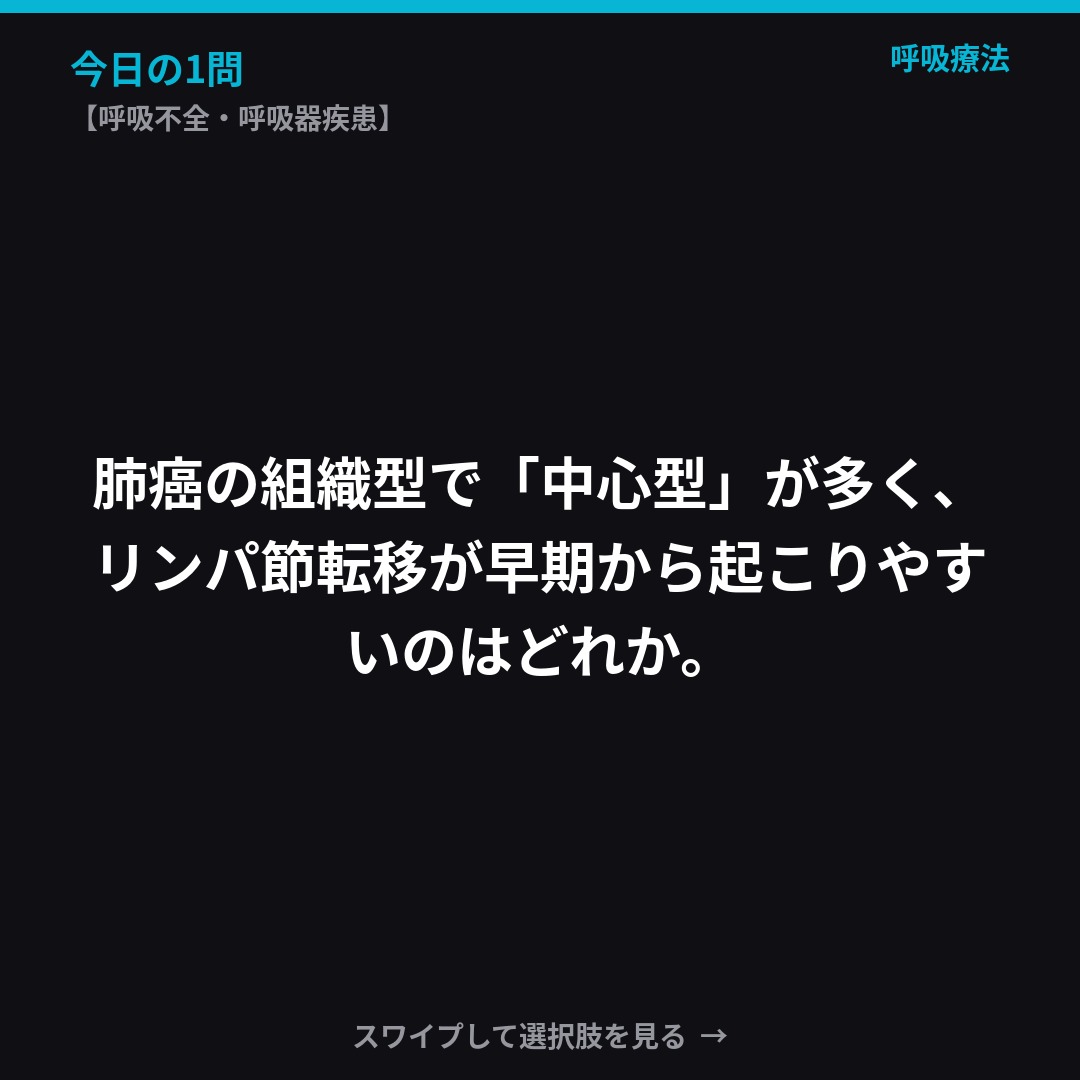 今日の1問
呼吸療法
【呼吸不全・呼吸器疾患】
肺癌の組織型で「中心型」が多く、
リンパ節転移が早期から起こりやす
いのはどれか。
スワイプして選択肢を見る →